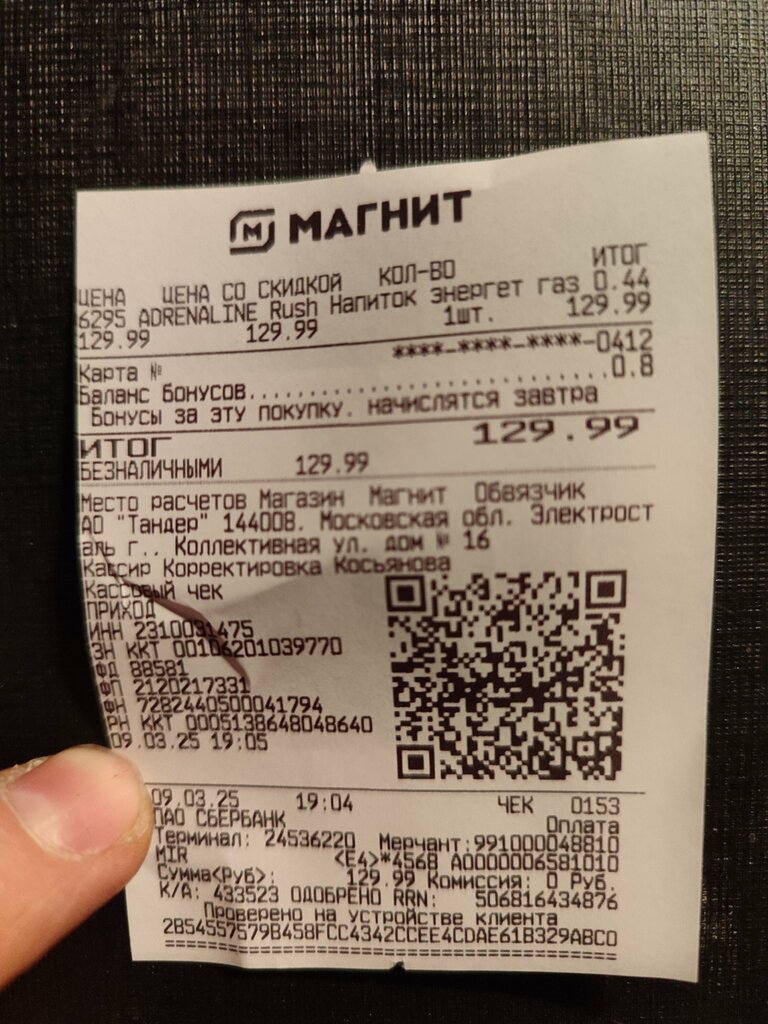 МАГНИТ
ЦЕНА ЦЕНА СО СКИДКОЙ КОЛ-ВО ИТОГ
6295 ADRENALINE Rush Напиток энергет газ 0.44
129.99 129.99 1шт. 129.99
Карта № ****-****-****-0412
Баланс бонусов..............................0.8
Бонусы за эту покупку. начислятся завтра
ИТОГ 129.99
БЕЗНАЛИЧНЫМИ 129.99
Место расчетов Магазин Магнит Обвязчик
АО "Тандер" 144008. Московская обл. Электрост
аль г.. Коллективная ул. дом № 16
Кассир Корректировка Косьянова
Кассовый чек
ПРИХОД
ИНН 2310031475
ЗН ККТ 00106201039770
ФД 88581
ФП 2120217331
ФН 7282440500041794
РН ККТ 0005138648048640
09.03.25 19:05
09.03.25 19:04 ЧЕК 0153
ПАО СБЕРБАНК Оплата
Терминал: 24536220 Мерчант:991000048810
MIR <E4>*4568 A0000006581010
Сумма<Руб>: 129.99 Комиссия: 0 Руб.
К/А: 433523 ОДОБРЕНО RRN: 506816434876
Проверено на устройстве клиента
2B54557579B458FCC4342CCEE4CDAE61B329ABC0
==========================================